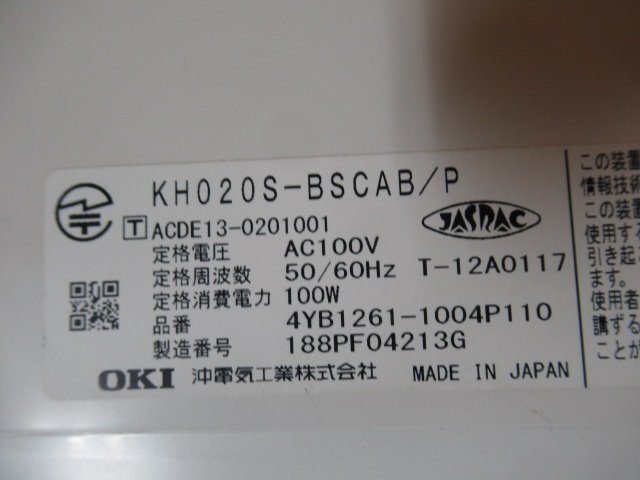 KH020S-BSCAB/P
T ACDE13-0201001
JASRAC
定格電圧 AC100V
定格周波数 50/60Hz T-12A0117
定格消費電力 100W
品番 4YB1261-1004P110
製造番号 188PF04213G
OKI 沖電気工業株式会社 MADE IN JAPAN
この装置
情報技術
この装置
使用する
引き起こ
ます。
使用者
講ずる
ことが